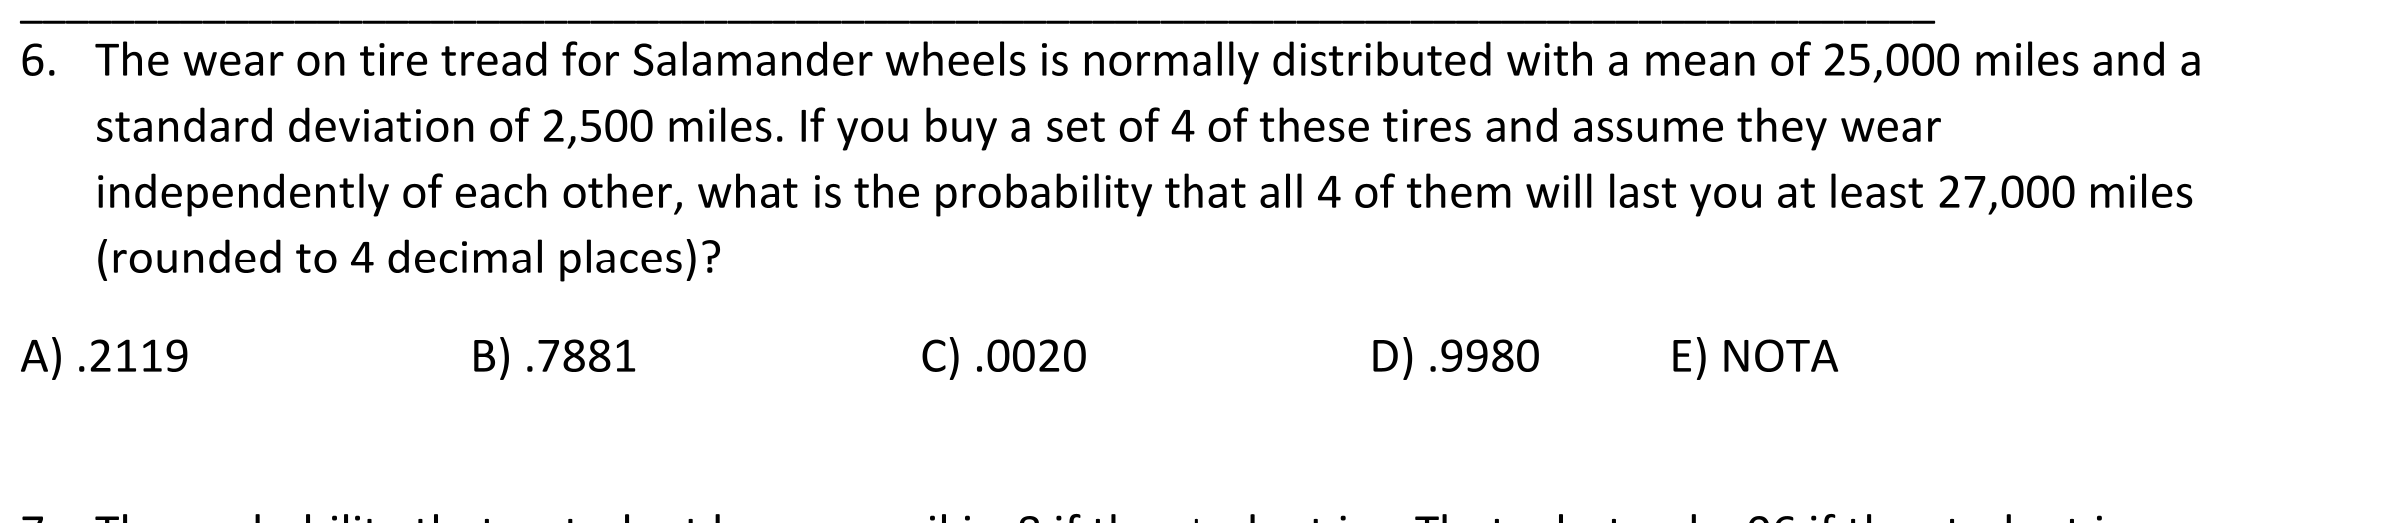 6. The wear on tire tread for Salamander wheels is normally distributed with a mean of 25,000 miles and a
standard deviation of 2,500 miles. If you buy a set of 4 of these tires and assume they wear
independently of each other, what is the probability that all 4 of them will last you at least 27,000 miles
(rounded to 4 decimal places)?
A) .2119 B) .7881 C) .0020 D) .9980 E) NOTA